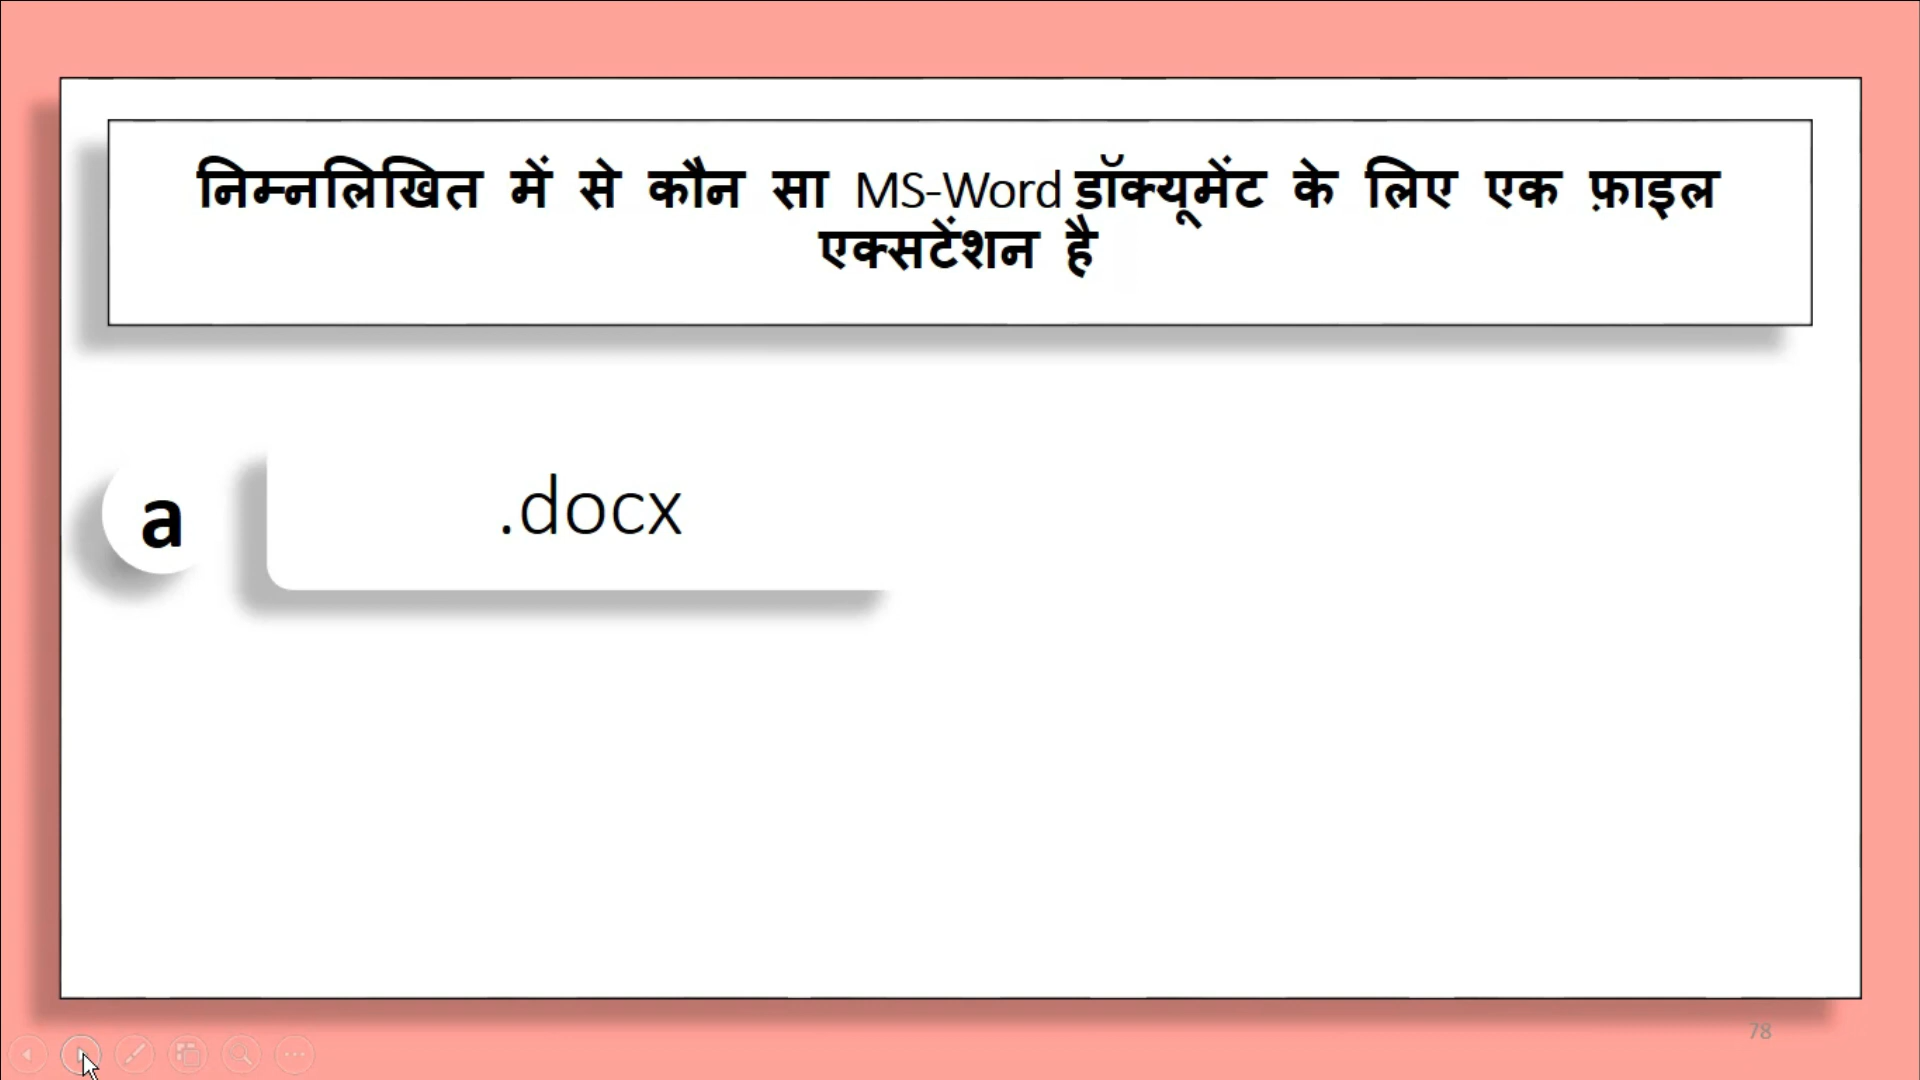 निम्नलिखित में से कौन सा MS-Word डॉक्यूमेंट के लिए एक फ़ाइल
एक्सटेंशन है
a
.docx
78